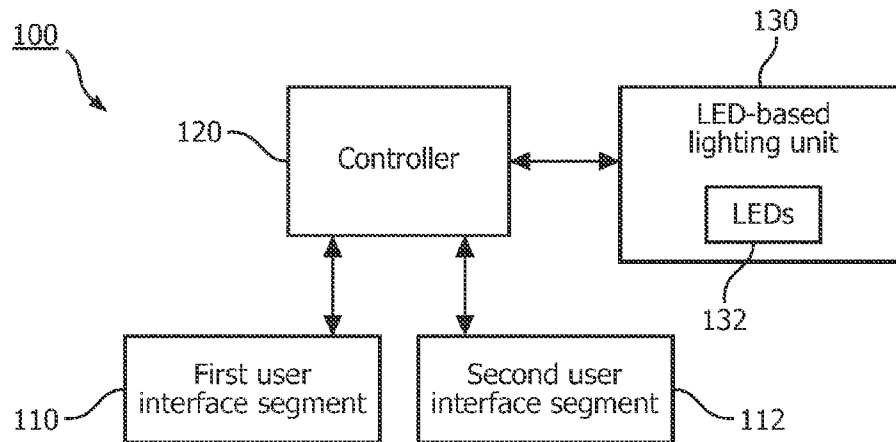 100
130
120
Controller
LED-based
lighting unit
LEDs
132
First user
interface segment
Second user
interface segment
110
112